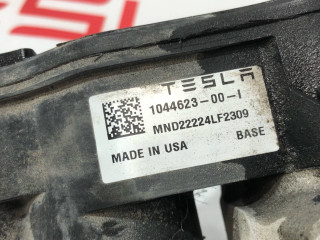 TESLA
1044623-00-I
MND22224LF2309
BASE
MADE IN USA